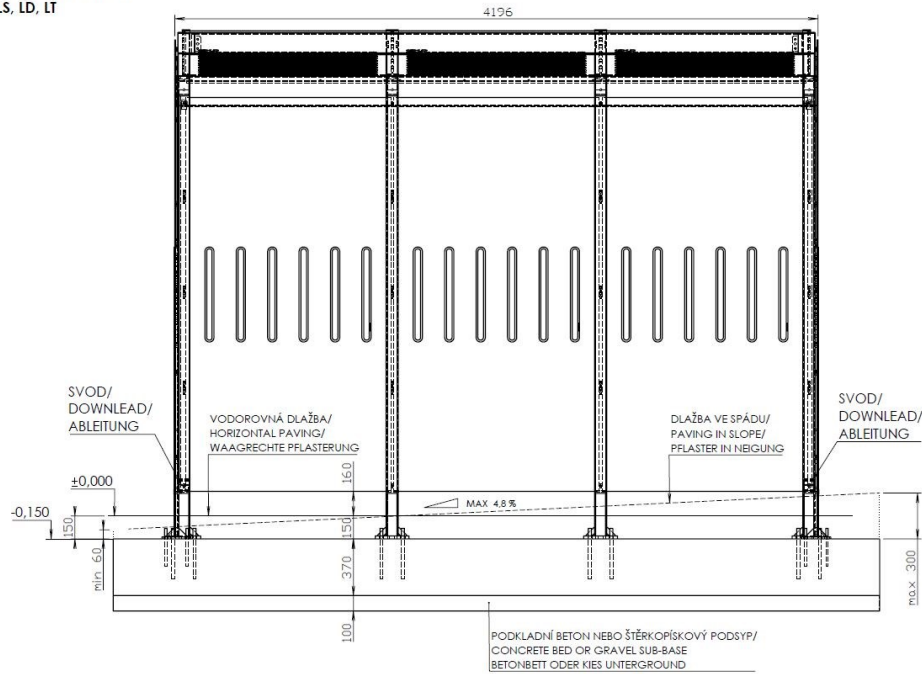 LS, LD, LT
4196
SVOD/
DOWNLEAD/
ABLEITUNG
VODOROVNÁ DLAŽBA/
HORIZONTAL PAVING/
WAAGRECHTE PFLASTERUNG
DLAŽBA VE SPÁDU/
PAVING IN SLOPE/
PFLASTER IN NEIGUNG
SVOD/
DOWNLEAD/
ABLEITUNG
±0,000
-0,150
150
min 60
160
150
370
100
MAX 4,8 %
max 300
PODKLADNÍ BETON NEBO ŠTĚRKOPÍSKOVÝ PODSYP/
CONCRETE BED OR GRAVEL SUB-BASE
BETONBETT ODER KIES UNTERGROUND